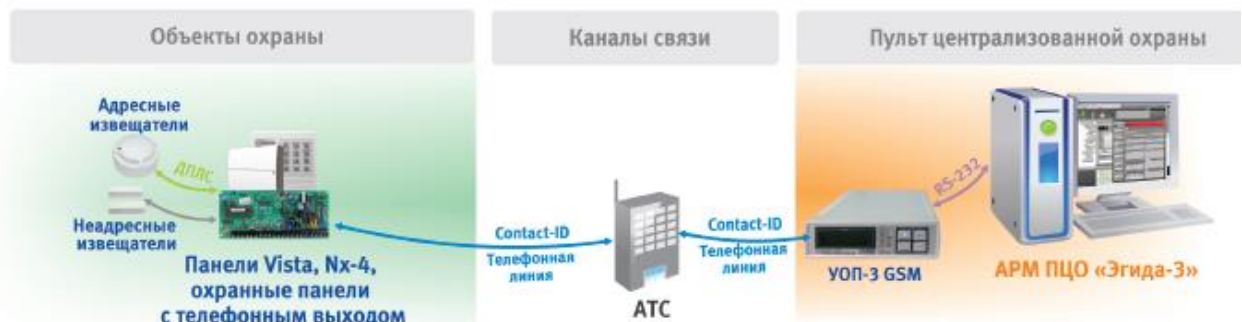 Объекты охраны
Каналы связи
Пульт централизованной охраны
Адресные
извещатели
ДПЛС
Неадресные
извещатели
Панели Vista, Nx-4,
охранные панели
с телефонным выходом
Contact-ID
Телефонная
линия
АТС
Contact-ID
Телефонная
линия
УОП-3 GSM
RS-232
АРМ ПЦО «Эгида-3»